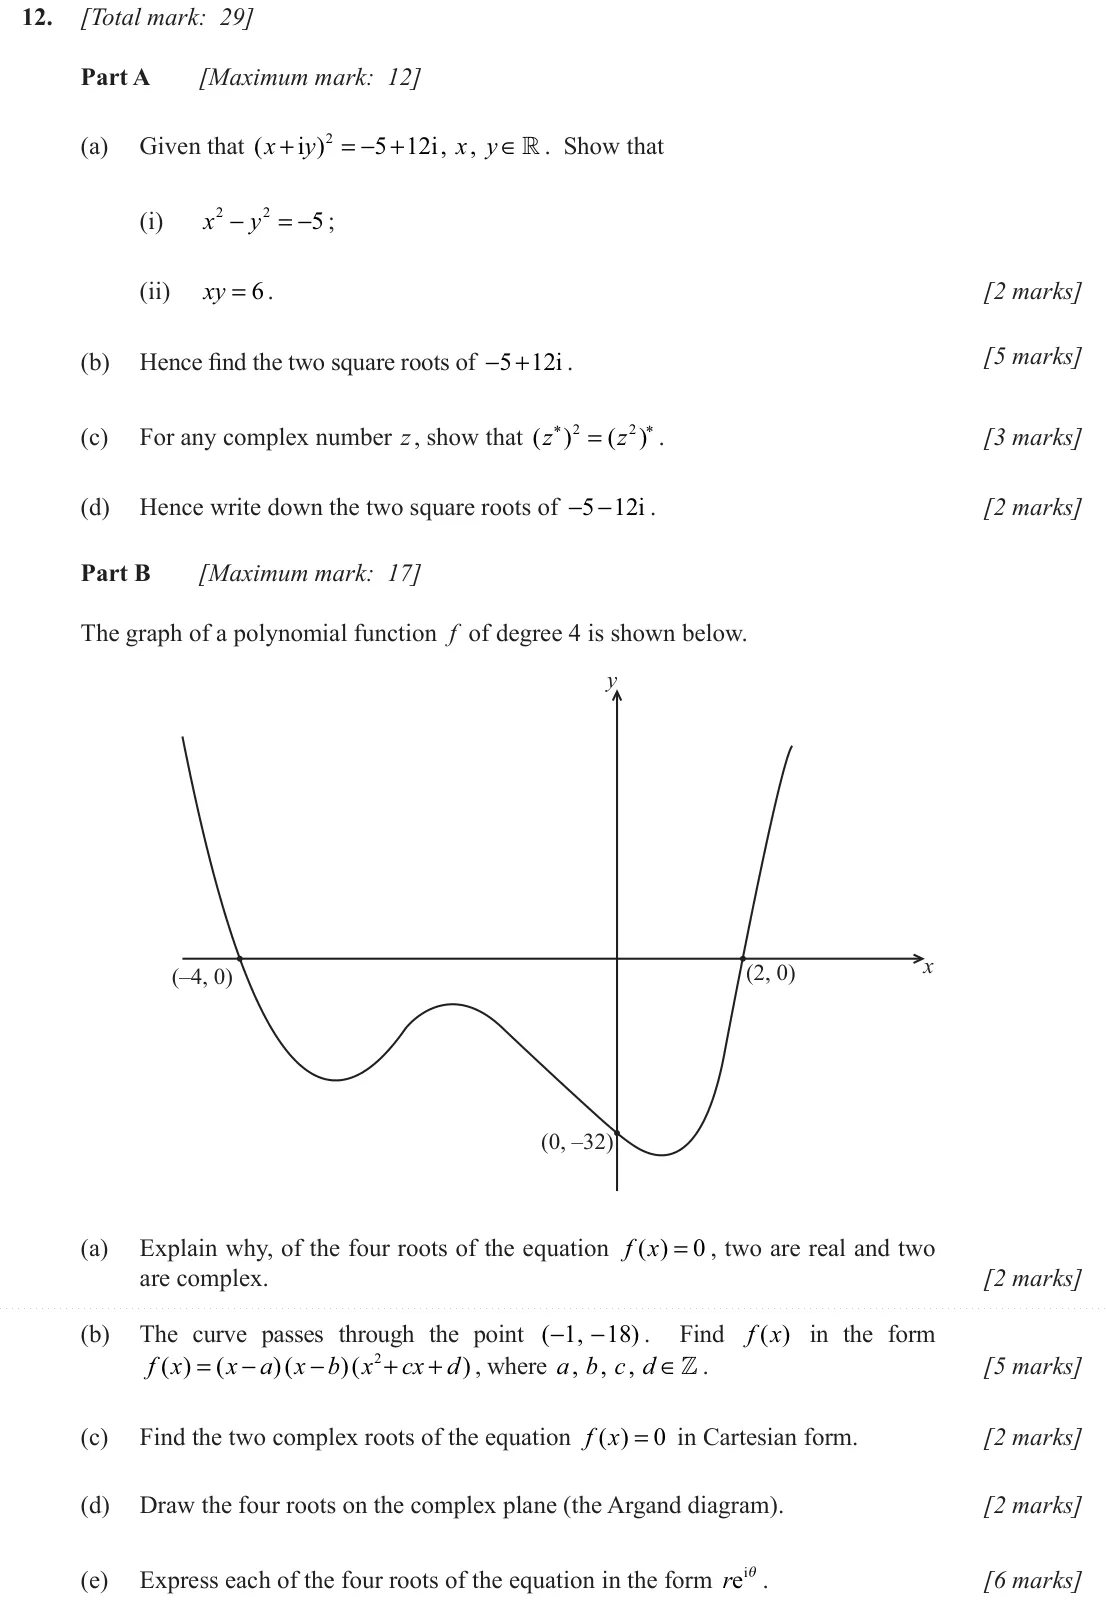 12. [Total mark: 29]
Part A [Maximum mark: 12]
(a) Given that (x+iy)² = −5+12i, x, y∈ ℝ. Show that
(i) x² − y² = −5;
(ii) xy = 6. [2 marks]
(b) Hence find the two square roots of −5+12i. [5 marks]
(c) For any complex number z, show that (z*)² = (z²)*. [3 marks]
(d) Hence write down the two square roots of −5−12i. [2 marks]
Part B [Maximum mark: 17]
The graph of a polynomial function f of degree 4 is shown below.
y
(–4, 0)
(2, 0)
x
(0, –32)
(a) Explain why, of the four roots of the equation f(x)=0, two are real and two
are complex. [2 marks]
(b) The curve passes through the point (−1, −18). Find f(x) in the form
f(x)=(x−a)(x−b)(x²+cx+d), where a, b, c, d∈ ℤ. [5 marks]
(c) Find the two complex roots of the equation f(x)=0 in Cartesian form. [2 marks]
(d) Draw the four roots on the complex plane (the Argand diagram). [2 marks]
(e) Express each of the four roots of the equation in the form re^{iθ}. [6 marks]